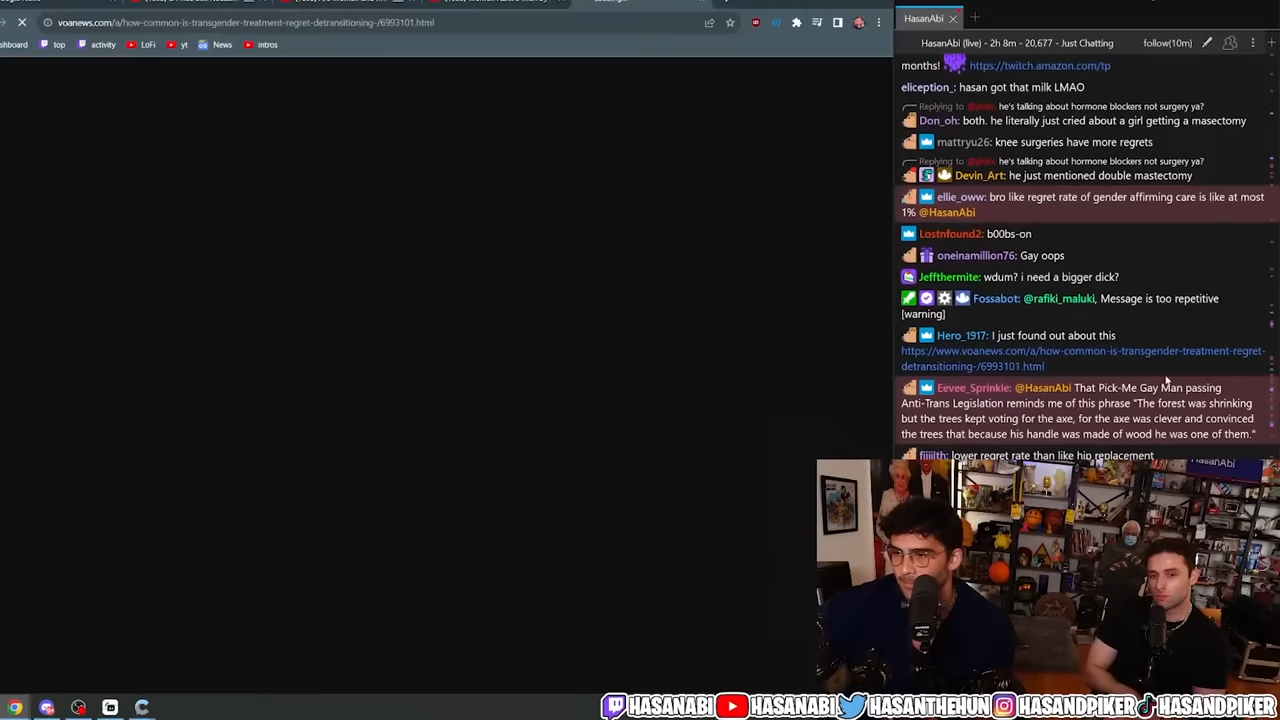 voanews.com/a/how-common-is-transgender-treatment-regret-detransitioning-/6993101.html
shboard
top
activity
LoFi
yt
News
intros
HasanAbi
HasanAbi (live) - 2h 8m - 20,677 - Just Chatting
follow(10m)
months! https://twitch.amazon.com/tp
eliception_: hasan got that milk LMAO
he's talking about hormone blockers not surgery ya?
Don_oh: both. he literally just cried about a girl getting a masectomy
mattryu26: knee surgeries have more regrets
he's talking about hormone blockers not surgery ya?
Devin_Art: he just mentioned double mastectomy
ellie_oww: bro like regret rate of gender affirming care is like at most
1% @HasanAbi
Lostnfound2: b00bs-on
oneinamillion76: Gay oops
Jeffthermite: wdum? i need a bigger dick?
Fossabot: @rafiki_maluki, Message is too repetitive
[warning]
Hero_1917: I just found out about this
https://www.voanews.com/a/how-common-is-transgender-treatment-regret-
detransitioning-/6993101.html
Eevee_Sprinkle: @HasanAbi That Pick-Me Gay Man passing
Anti-Trans Legislation reminds me of this phrase "The forest was shrinking
but the trees kept voting for the axe, for the axe was clever and convinced
the trees that because his handle was made of wood he was one of them."
lower regret rate than like hip replacement
HasanAbi
HASANABI HASANABI HASANTHEHUN HASANDPIKER HASANDPIKER